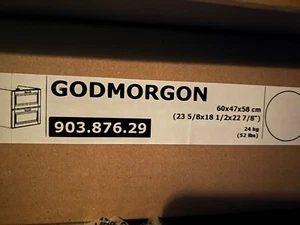 GODMORGON
60x47x58 cm
(23 5/8x18 1/2x22 7/8")
903.876.29
24 kg
(52 lbs)